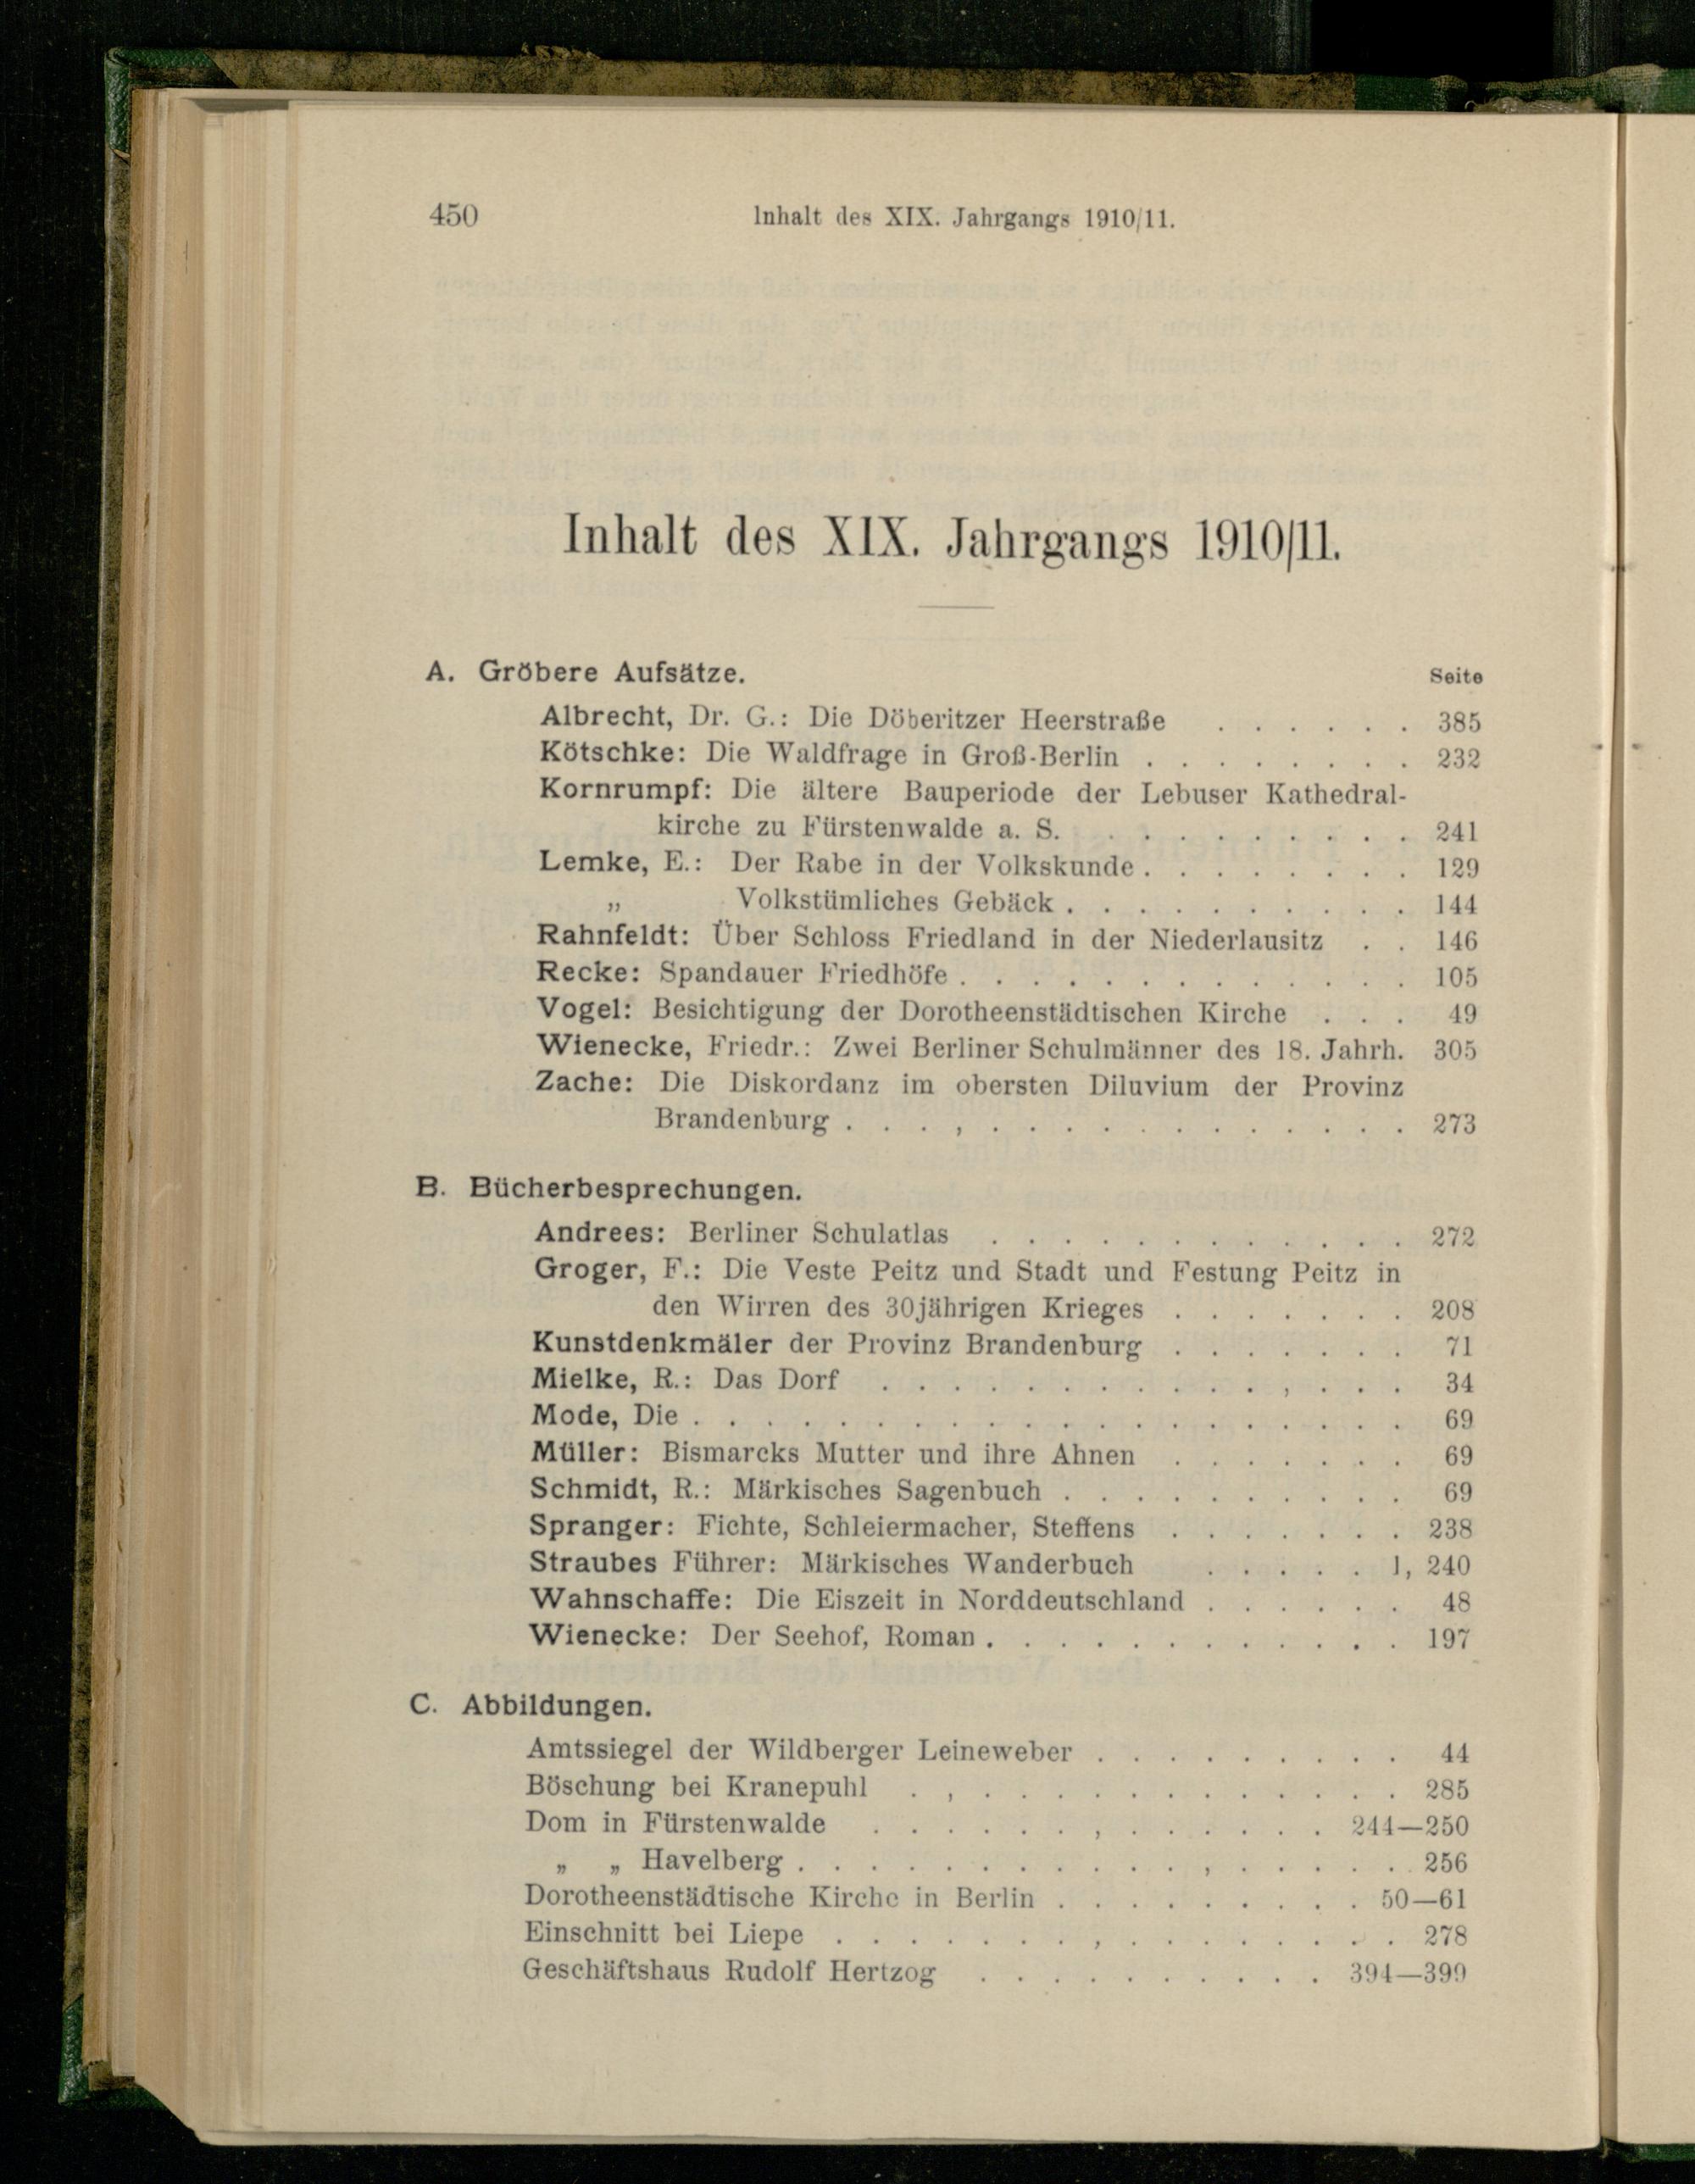 450 Inhalt des XIX. Jahrgangs 1910/11.
Inhalt des XIX. Jahrgangs 1910/11.
A. Gröbere Aufsätze. Seite
Albrecht, Dr. G.: Die Döberitzer Heerstraße . . . . . . 385
Kötschke: Die Waldfrage in Groß-Berlin . . . . . . . . 232
Kornrumpf: Die ältere Bauperiode der Lebuser Kathedral-
kirche zu Fürstenwalde a. S. . . . . . . . . . 241
Lemke, E.: Der Rabe in der Volkskunde . . . . . . . . 129
„ Volkstümliches Gebäck . . . . . . . . . . 144
Rahnfeldt: Über Schloss Friedland in der Niederlausitz . . 146
Recke: Spandauer Friedhöfe . . . . . . . . . . . . . 105
Vogel: Besichtigung der Dorotheenstädtischen Kirche . . . 49
Wienecke, Friedr.: Zwei Berliner Schulmänner des 18. Jahrh. 305
Zache: Die Diskordanz im obersten Diluvium der Provinz
Brandenburg . . . , . . . . . . . . . . . . 273
B. Bücherbesprechungen.
Andrees: Berliner Schulatlas . . . . . . . . . . . . 272
Groger, F.: Die Veste Peitz und Stadt und Festung Peitz in
den Wirren des 30jährigen Krieges . . . . . . . 208
Kunstdenkmäler der Provinz Brandenburg . . . . . . . 71
Mielke, R.: Das Dorf . . . . . . . . . . . , . . . 34
Mode, Die . . . . . . . . . . . . . . . . . . . . 69
Müller: Bismarcks Mutter und ihre Ahnen . . . . . . . 69
Schmidt, R.: Märkisches Sagenbuch . . . . . . . . . . 69
Spranger: Fichte, Schleiermacher, Steffens . . . . . . . 238
Straubes Führer: Märkisches Wanderbuch . . . . . 1, 240
Wahnschaffe: Die Eiszeit in Norddeutschland . . . . . . 48
Wienecke: Der Seehof, Roman . . . . . . . . . . . . 197
C. Abbildungen.
Amtssiegel der Wildberger Leineweber . . . . . . . . . 44
Böschung bei Kranepuhl . , . . . . . . . . . . . . 285
Dom in Fürstenwalde . . . . . . , . . . . . . 244—250
„ „ Havelberg . . . . . . . . . . . , . . . . . 256
Dorotheenstädtische Kirche in Berlin . . . . . . . . . 50—61
Einschnitt bei Liepe . . . . . . . , . . . . . . . . 278
Geschäftshaus Rudolf Hertzog . . . . . . . . . . 394—399